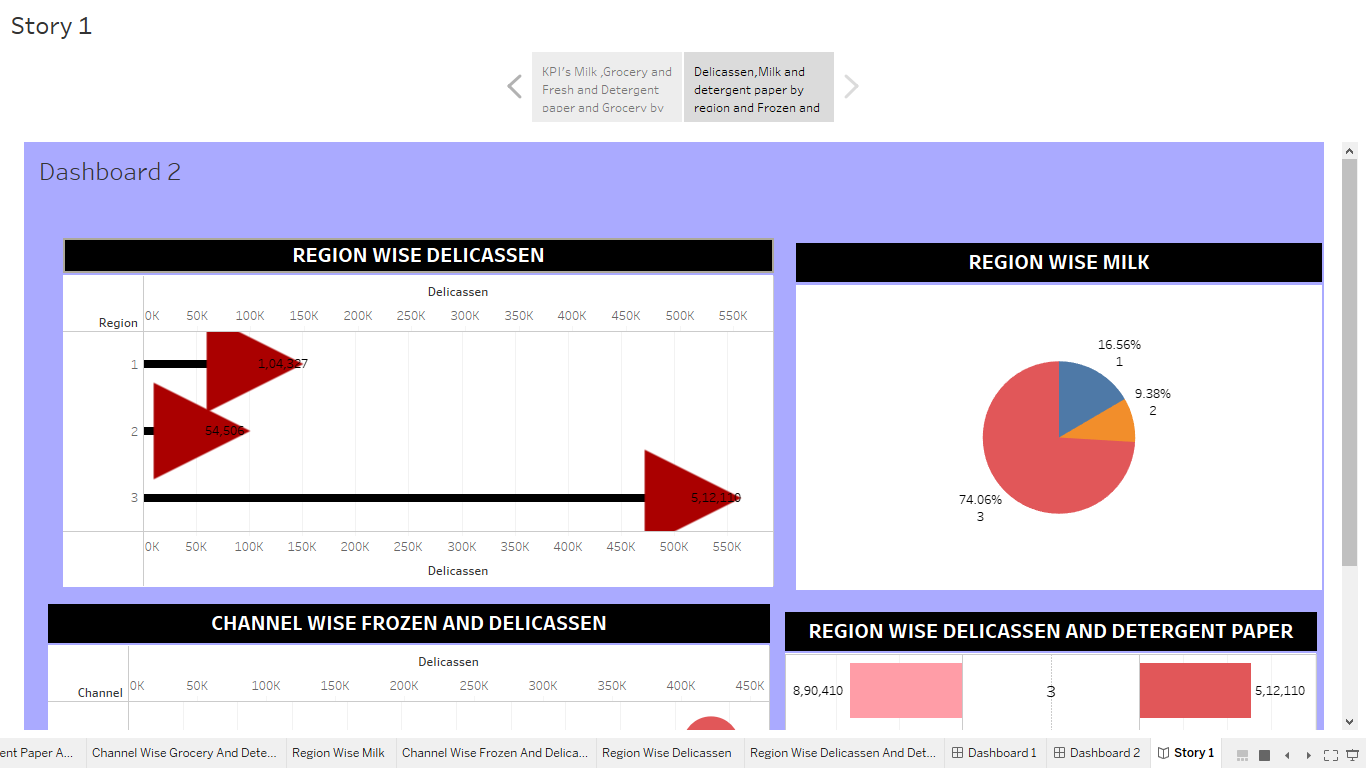 Story 1
KPI's Milk ,Grocery and
Fresh and Detergent
paper and Grocery by
Delicassen,Milk and
detergent paper by
region and Frozen and
Dashboard 2
REGION WISE DELICASSEN
Delicassen
Region
0K 50K 100K 150K 200K 250K 300K 350K 400K 450K 500K 550K
1 1,04,327
2 54,506
3 5,12,110
0K 50K 100K 150K 200K 250K 300K 350K 400K 450K 500K 550K
Delicassen
REGION WISE MILK
16.56%
1
9.38%
2
74.06%
3
CHANNEL WISE FROZEN AND DELICASSEN
Delicassen
Channel
0K 50K 100K 150K 200K 250K 300K 350K 400K 450K
REGION WISE DELICASSEN AND DETERGENT PAPER
8,90,410 3 5,12,110
ent Paper A... Channel Wise Grocery And Dete... Region Wise Milk Channel Wise Frozen And Delica... Region Wise Delicassen Region Wise Delicassen And Det... Dashboard 1 Dashboard 2 Story 1